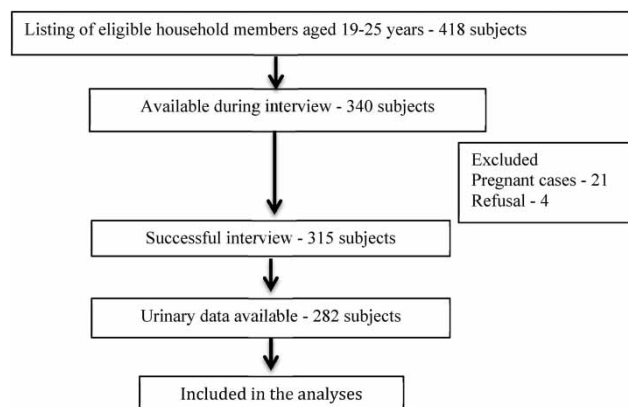 Listing of eligible household members aged 19-25 years - 418 subjects
Available during interview - 340 subjects
Excluded
Pregnant cases - 21
Refusal - 4
Successful interview - 315 subjects
Urinary data available - 282 subjects
Included in the analyses